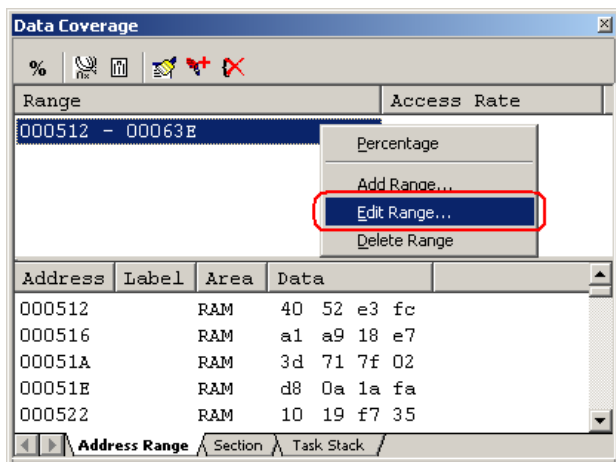 Data Coverage
%
Range Access Rate
000512 - 00063E
Percentage
Add Range...
Edit Range...
Delete Range
Address Label Area Data
000512 RAM 40 52 e3 fc
000516 RAM a1 a9 18 e7
00051A RAM 3d 71 7f 02
00051E RAM d8 0a 1a fa
000522 RAM 10 19 f7 35
Address Range Section Task Stack